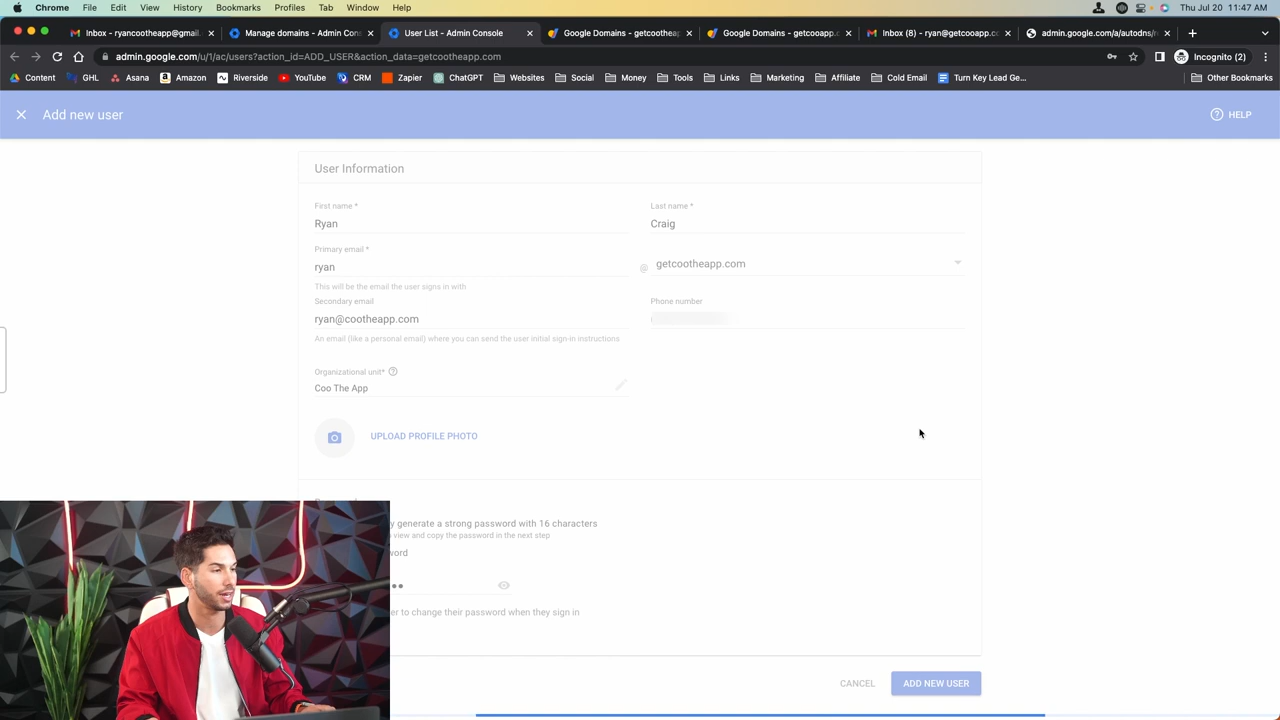 Chrome File Edit View History Bookmarks Profiles Tab Window Help Thu Jul 20 11:47 AM
Inbox - ryancootheapp@gmail. Manage domains - Admin Con User List - Admin Console Google Domains - getcootheap Google Domains - getcooapp.c Inbox (8) - ryan@getcooapp.c admin.google.com/a/autodns/r
admin.google.com/u/1/ac/users?action_id=ADD_USER&action_data=getcootheapp.com Incognito (2)
Content GHL Asana Amazon Riverside YouTube CRM Zapier ChatGPT Websites Social Money Tools Links Marketing Affiliate Cold Email Turn Key Lead Ge... Other Bookmarks
Add new user HELP
User Information
First name * Last name *
Ryan Craig
Primary email *
ryan @ getcootheapp.com
This will be the email the user signs in with
Secondary email Phone number
ryan@cootheapp.com
An email (like a personal email) where you can send the user initial sign-in instructions
Organizational unit*
Coo The App
UPLOAD PROFILE PHOTO
y generate a strong password with 16 characters
view and copy the password in the next step
word
er to change their password when they sign in
CANCEL ADD NEW USER